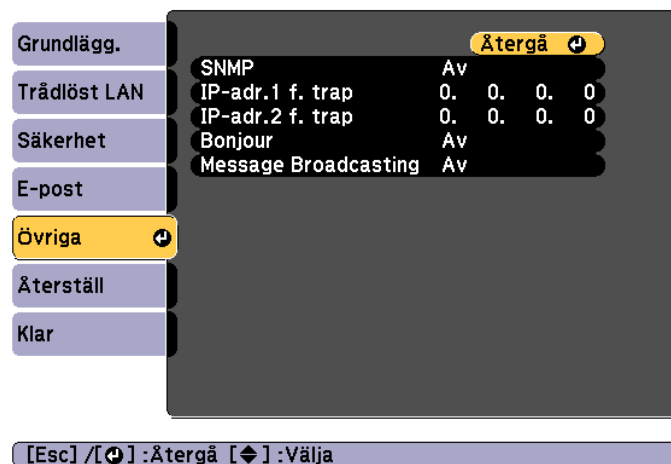 Grundlägg.
Trådlöst LAN
Säkerhet
E-post
Övriga
Återställ
Klar
Återgå
SNMP Av
IP-adr.1 f. trap 0. 0. 0. 0
IP-adr.2 f. trap 0. 0. 0. 0
Bonjour Av
Message Broadcasting Av
[Esc] /[⏎] :Återgå [◆] :Välja